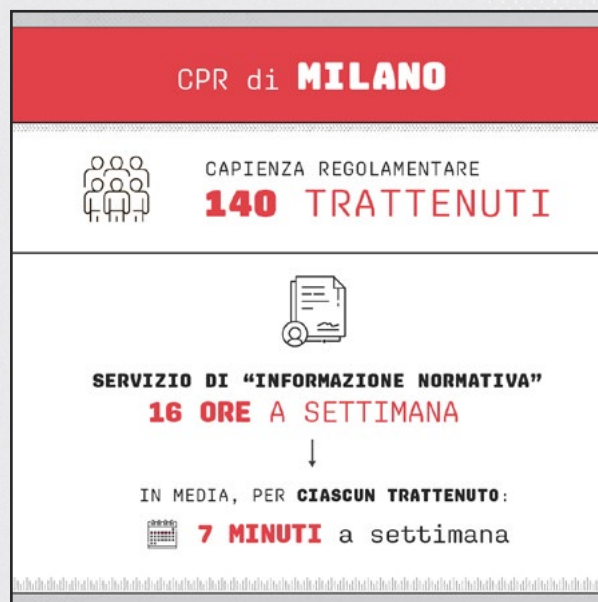 CPR di MILANO
CAPIENZA REGOLAMENTARE
140 TRATTENUTI
SERVIZIO DI “INFORMAZIONE NORMATIVA”
16 ORE A SETTIMANA
IN MEDIA, PER CIASCUN TRATTENUTO:
7 MINUTI a settimana